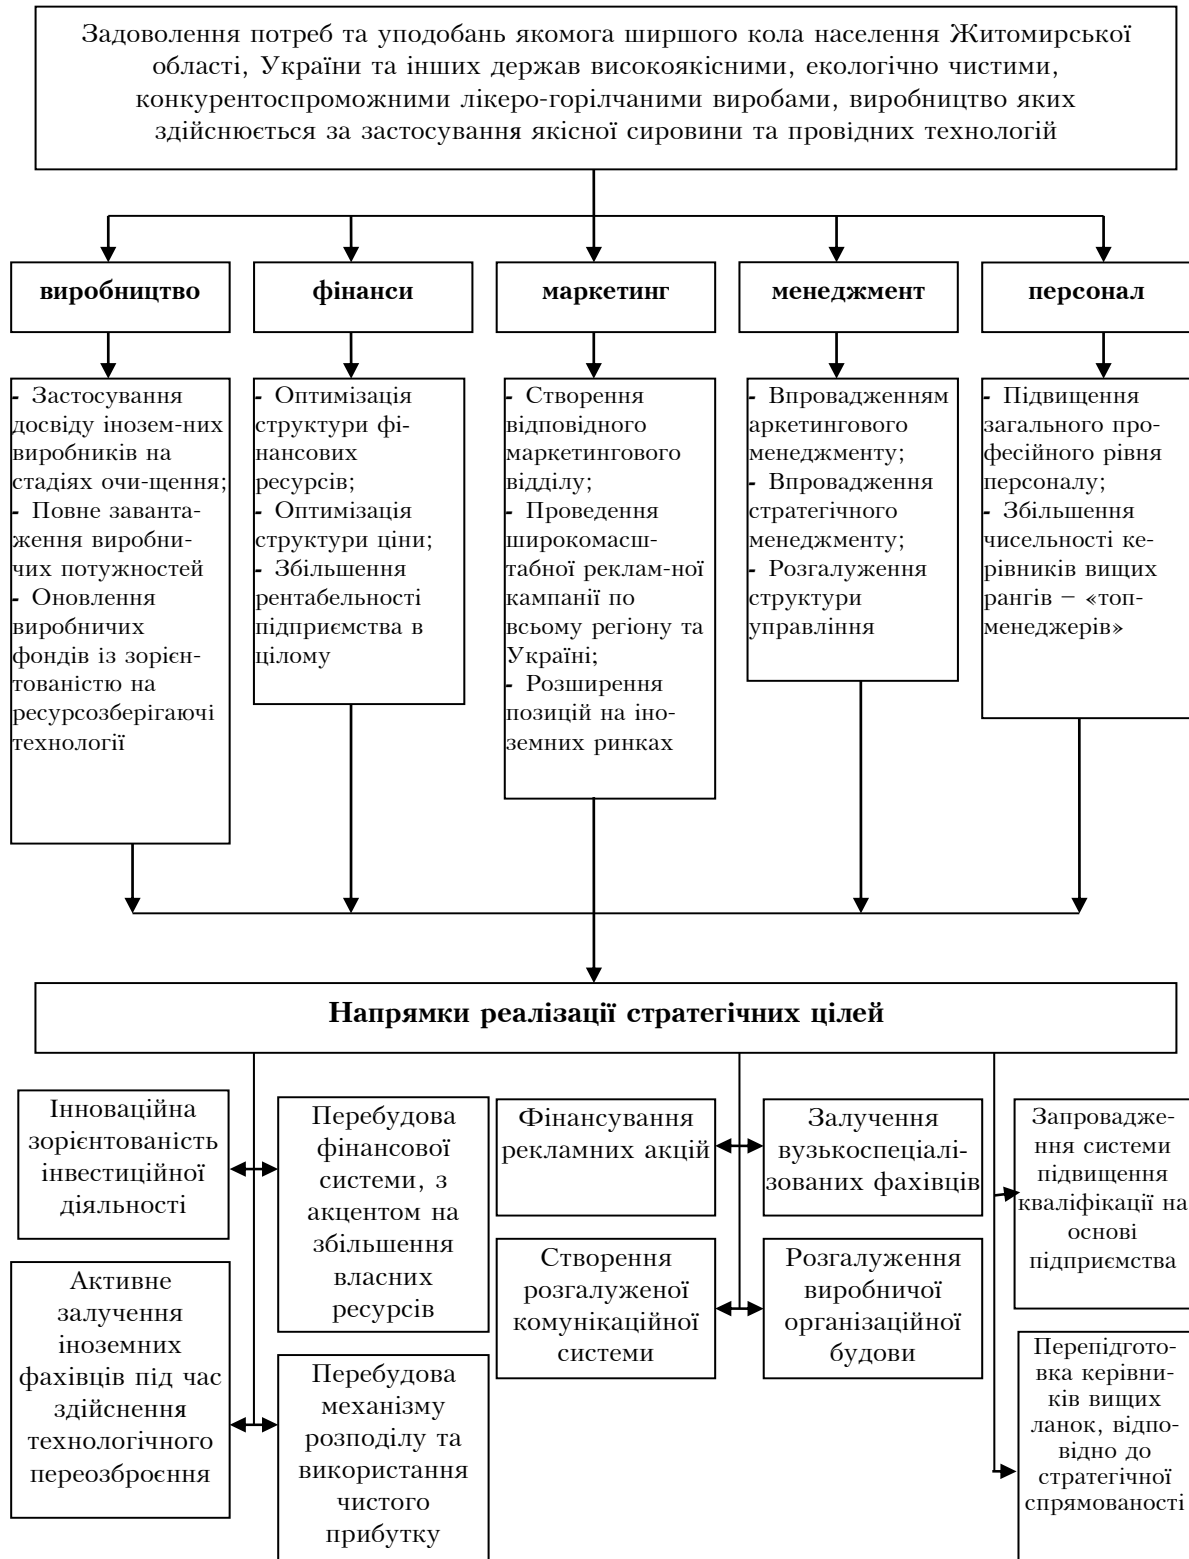 Задоволення потреб та уподобань якомога ширшого кола населення Житомирської
області, України та інших держав високоякісними, екологічно чистими,
конкурентоспроможними лікеро-горілчаними виробами, виробництво яких
здійснюється за застосування якісної сировини та провідних технологій
виробництво
фінанси
маркетинг
менеджмент
персонал
- Застосування
досвіду інозем-них
виробників на
стадіях очи-щення;
- Повне заванта-
ження виробни-
чих потужностей
- Оновлення
виробничих
фондів із зорієн-
тованістю на
ресурсозберігаючі
технології
- Оптимізація
структури фі-
нансових
ресурсів;
- Оптимізація
структури ціни;
- Збільшення
рентабельності
підприємства в
цілому
- Створення
відповідного
маркетингового
відділу;
- Проведення
широкомасш-
табної реклам-ної
кампанії по
всьому регіону та
Україні;
- Розширення
позицій на іно-
земних ринках
- Впровадженням
аркетингового
менеджменту;
- Впровадження
стратегічного
менеджменту;
- Розгалуження
структури
управління
- Підвищення
загального про-
фесійного рівня
персоналу;
- Збільшення
чисельності ке-
рівників вищих
рангів – «топ-
менеджерів»
Напрямки реалізації стратегічних цілей
Інноваційна
зорієнтованість
інвестиційної
діяльності
Перебудова
фінансової
системи, з
акцентом на
збільшення
власних
ресурсів
Фінансування
рекламних акцій
Залучення
вузькоспеціалі-
зованих фахівців
Запровадже-
ння системи
підвищення
кваліфікації на
основі
підприємства
Активне
залучення
іноземних
фахівців під час
здійснення
технологічного
переозброєння
Перебудова
механізму
розподілу та
використання
чистого
прибутку
Створення
розгалуженої
комунікаційної
системи
Розгалуження
виробничої
організаційної
будови
Перепідгото-
вка керівни-
ків вищих
ланок, відпо-
відно до
стратегічної
спрямованості